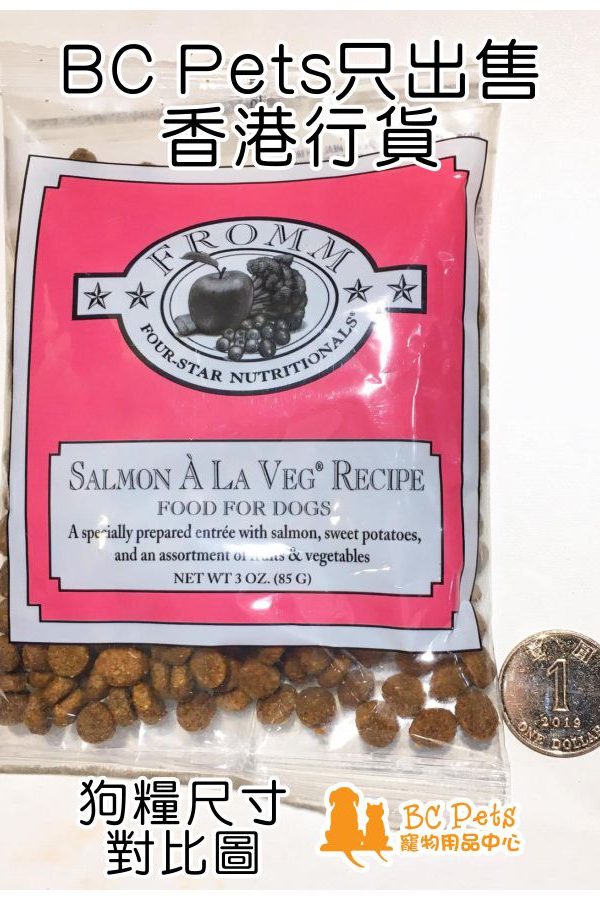 BC Pets只出售
香港行貨
FROMM
FOUR-STAR NUTRITIONALS®
SALMON À LA VEG® RECIPE
FOOD FOR DOGS
A specially prepared entrée with salmon, sweet potatoes,
and an assortment of fruits & vegetables
NET WT 3 OZ. (85 G)
1
2019
ONE DOLLAR
狗糧尺寸
對比圖
BC Pets
寵物用品中心